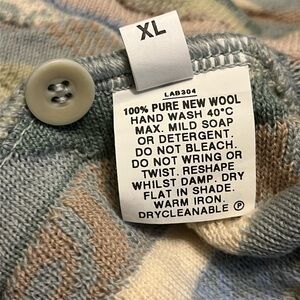 XL
LAB304
100% PURE NEW WOOL
HAND WASH 40°C
MAX. MILD SOAP
OR DETERGENT.
DO NOT BLEACH.
DO NOT WRING OR
TWIST. RESHAPE
WHILST DAMP. DRY
FLAT IN SHADE.
WARM IRON.
DRYCLEANABLE Ⓟ